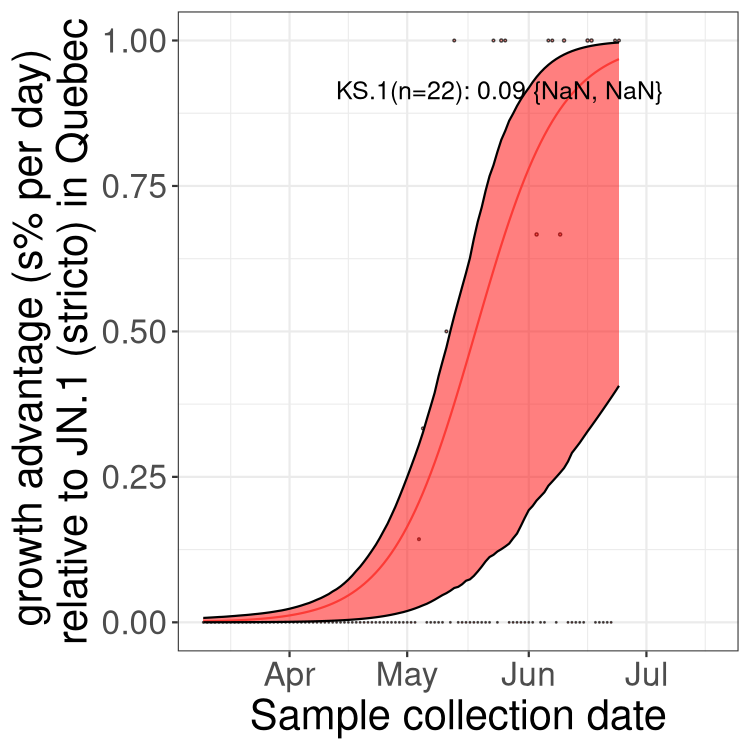 growth advantage (s% per day)
relative to JN.1 (stricto) in Quebec
1.00
0.75
0.50
0.25
0.00
KS.1(n=22): 0.09 {NaN, NaN}
Apr May Jun Jul
Sample collection date